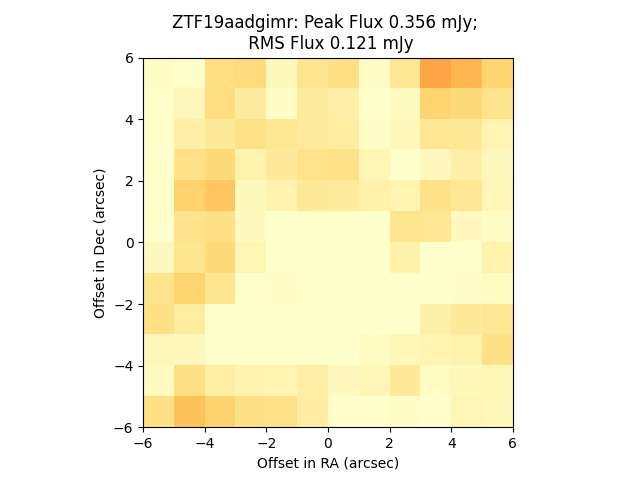 ZTF19aadgimr: Peak Flux 0.356 mJy;
RMS Flux 0.121 mJy
6
4
2
0
−2
−4
−6
Offset in Dec (arcsec)
−6 −4 −2 0 2 4 6
Offset in RA (arcsec)